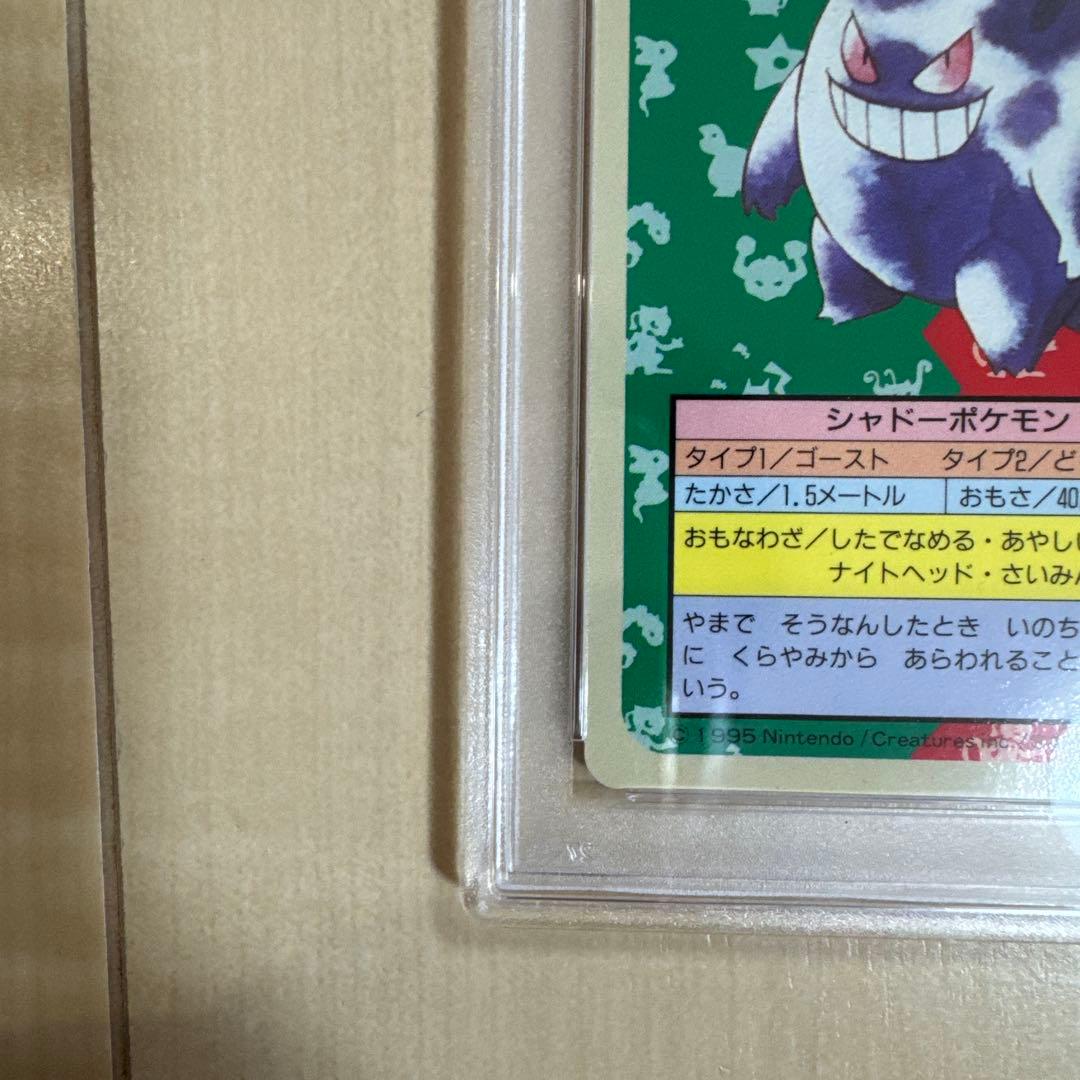 シャドーポケモン
タイプ1/ゴースト タイプ2/ど
たかさ/1.5メートル おもさ/40
おもなわざ/したでなめる・あやしい
ナイトヘッド・さいみん
やまで そうなんしたとき いのち
に くらやみから あらわれること
いう。
© 1995 Nintendo / Creatures inc.